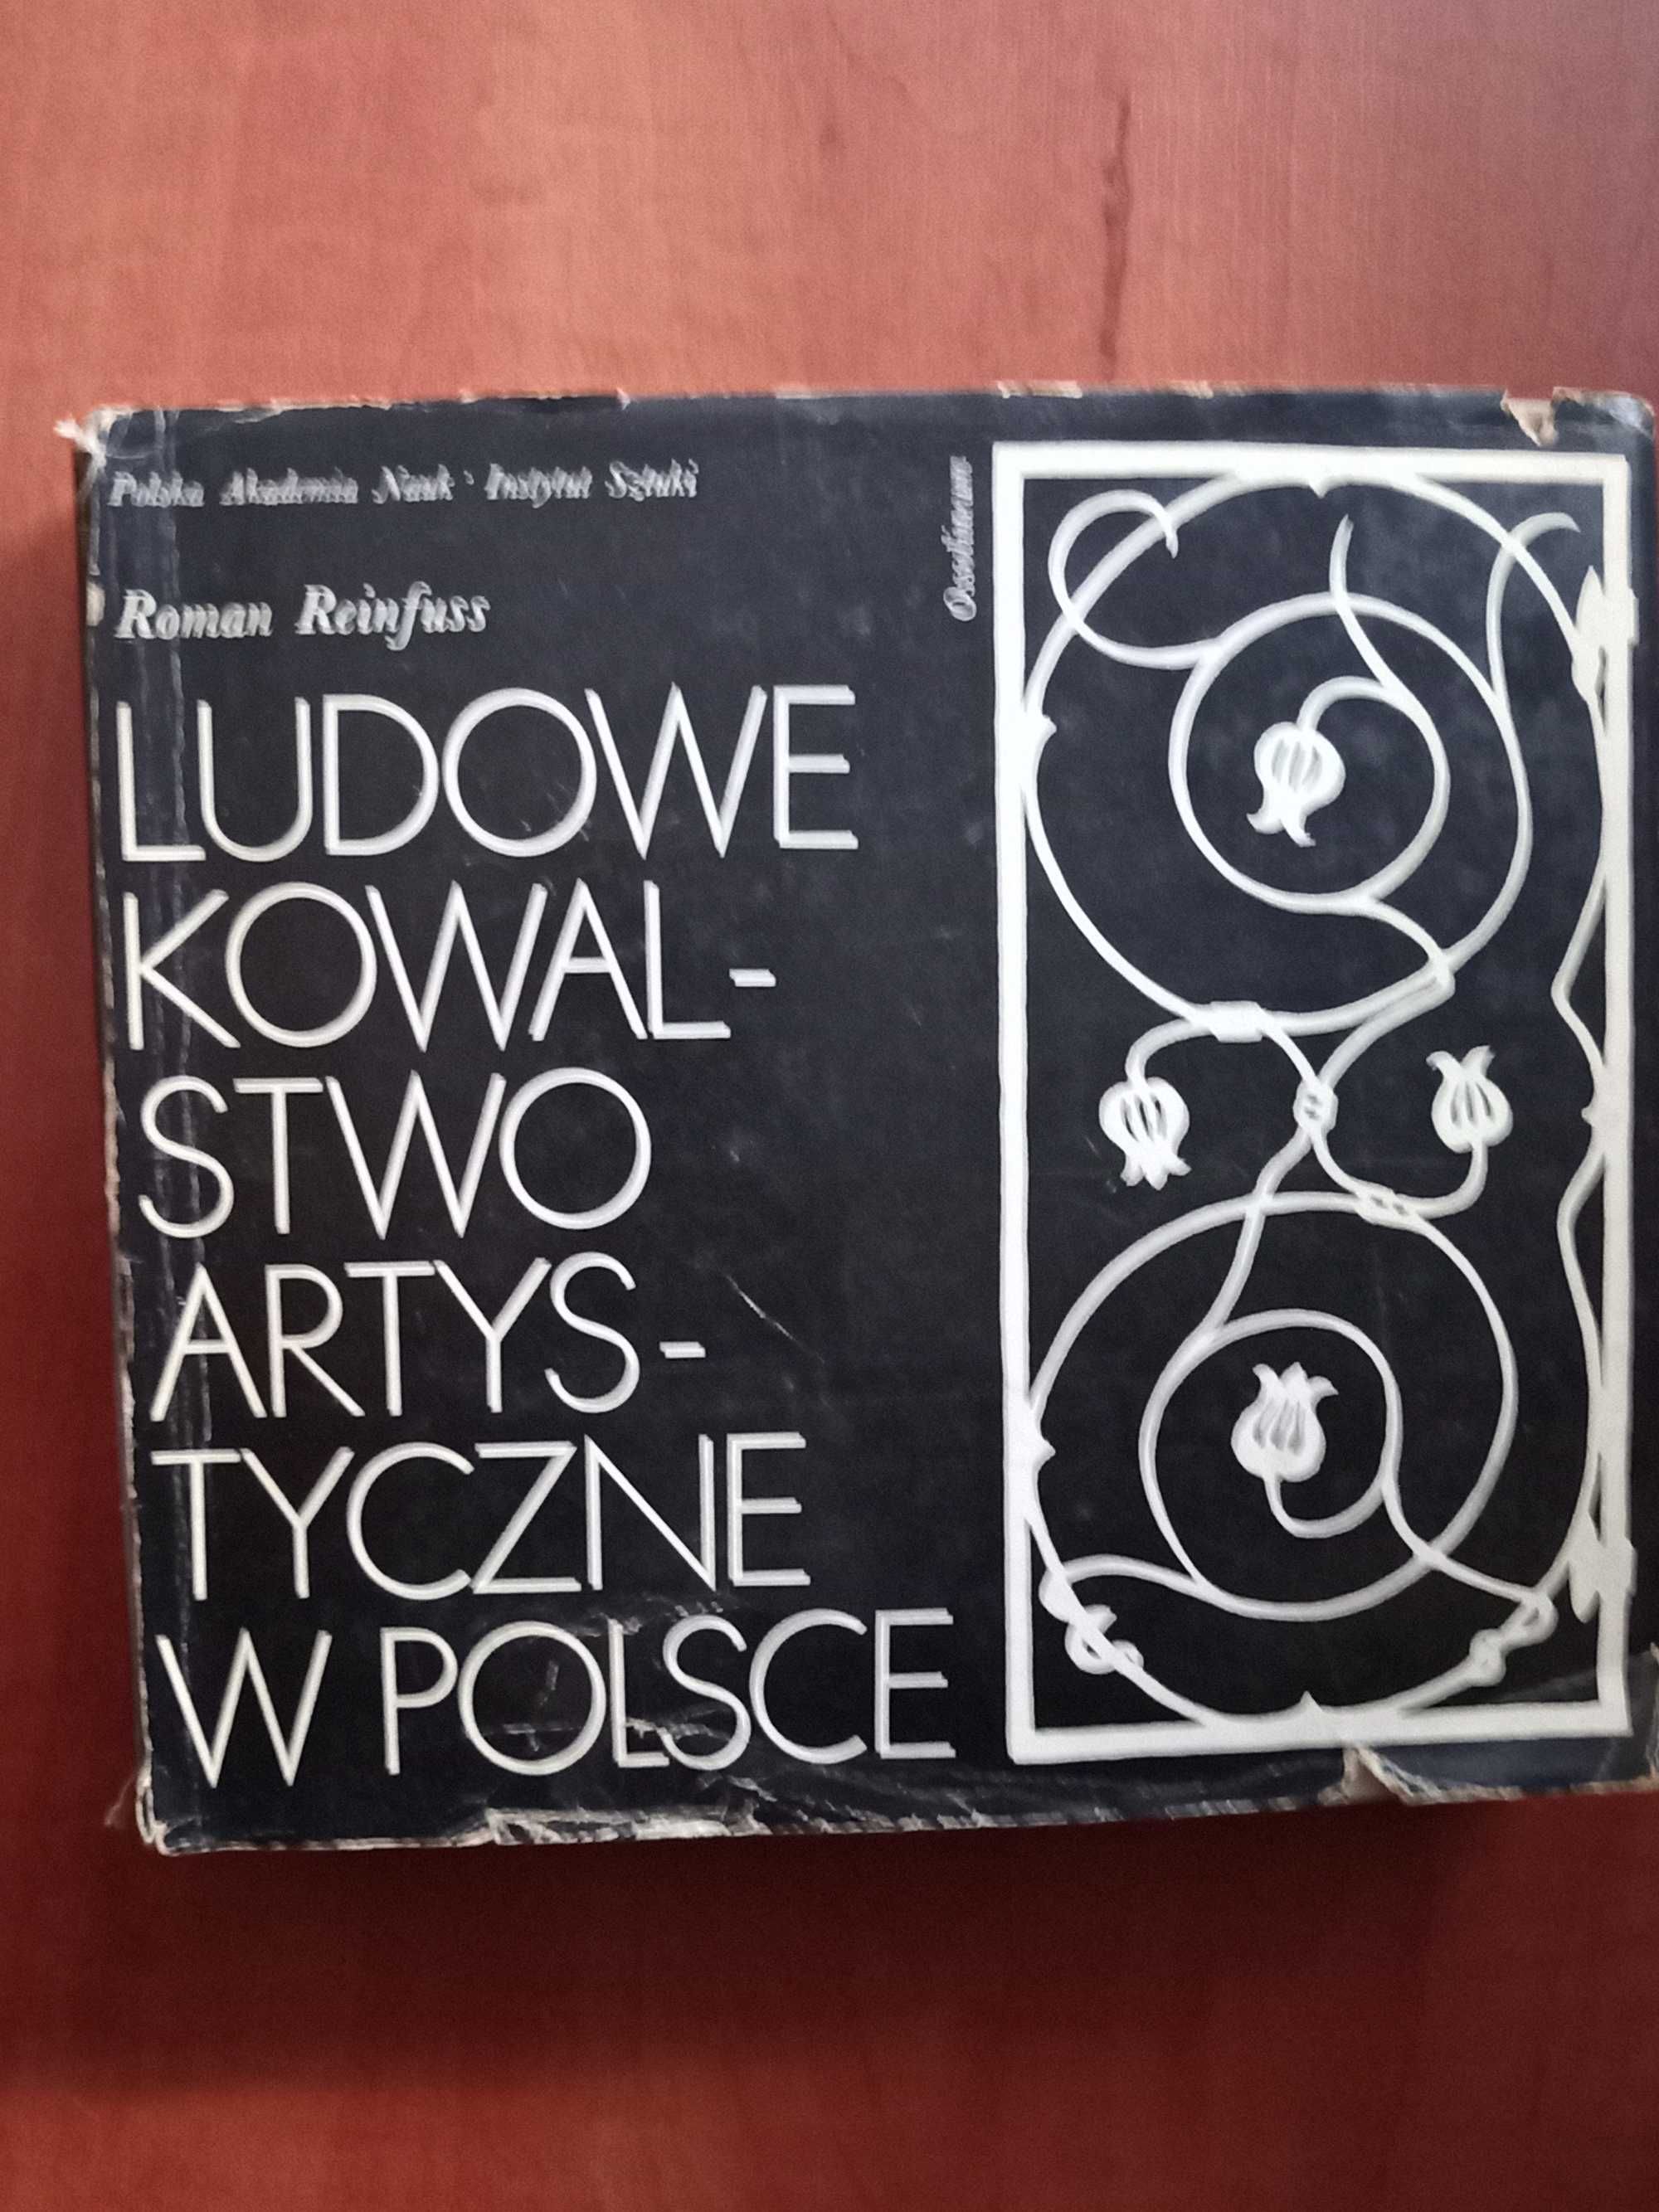 Polska Akademia Nauk · Instytut Sztuki
Roman Reinfuss
Ossolineum
LUDOWE
KOWAL-
STWO
ARTYS-
TYCZNE
W POLSCE